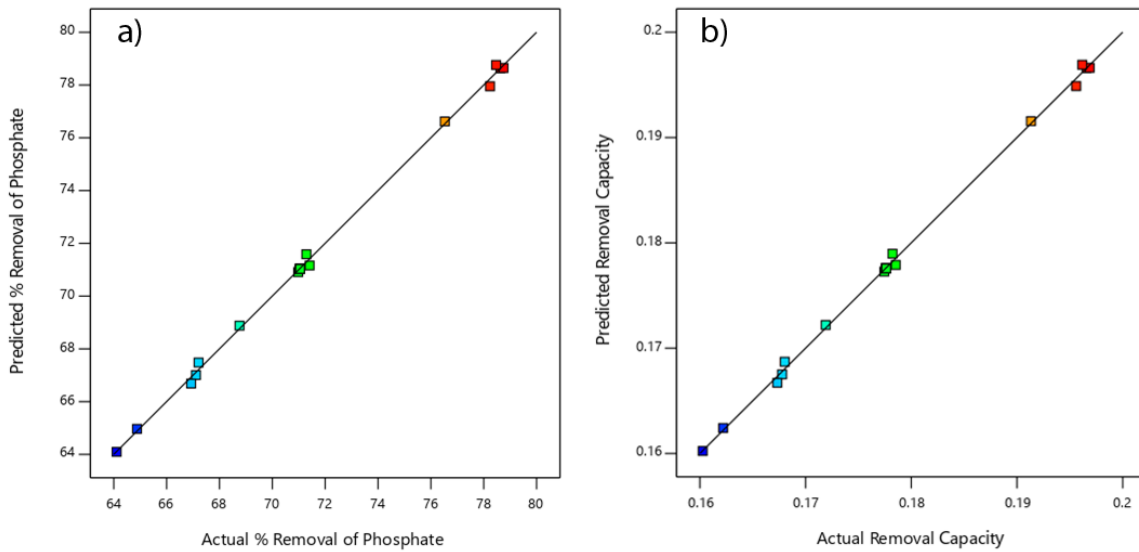 a)
Predicted % Removal of Phosphate
80
78
76
74
72
70
68
66
64
64 66 68 70 72 74 76 78 80
Actual % Removal of Phosphate
b)
Predicted Removal Capacity
0.2
0.19
0.18
0.17
0.16
0.16 0.17 0.18 0.19 0.2
Actual Removal Capacity